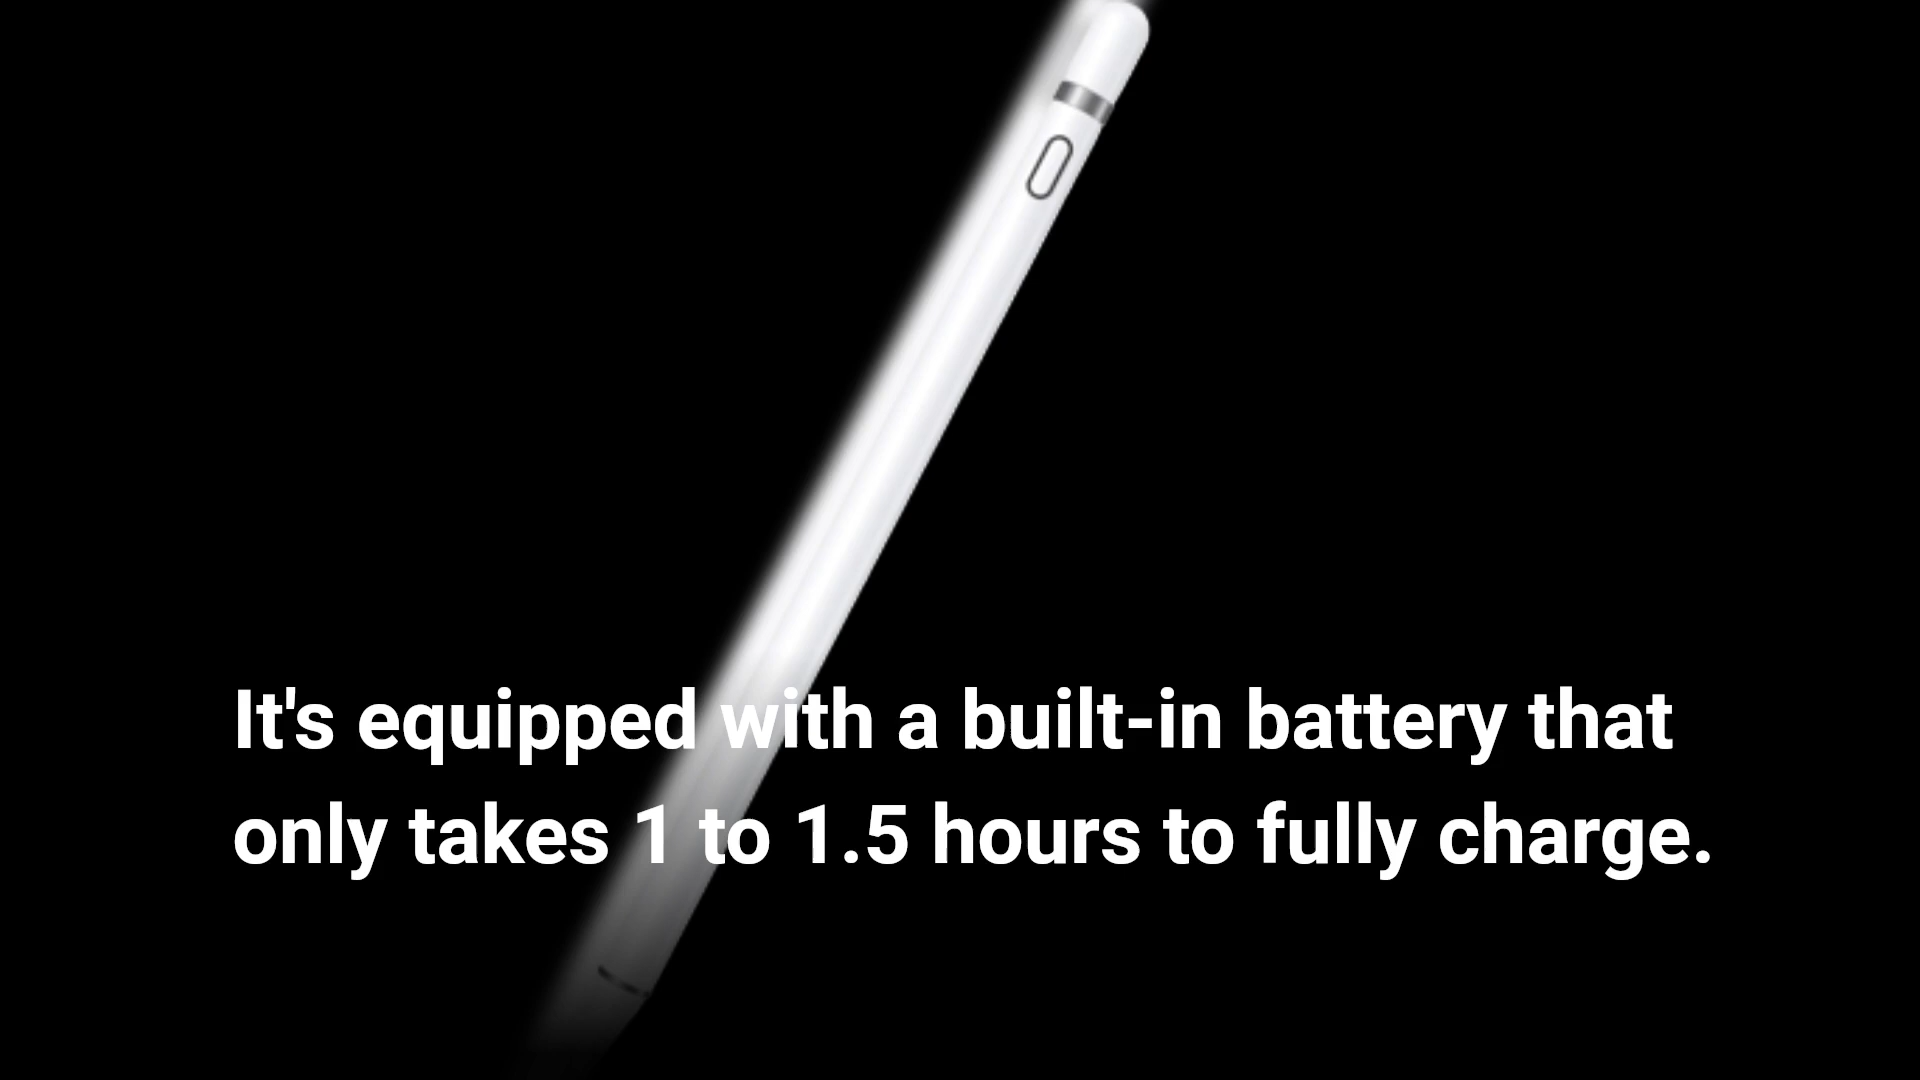 It's equipped with a built-in battery that
only takes 1 to 1.5 hours to fully charge.